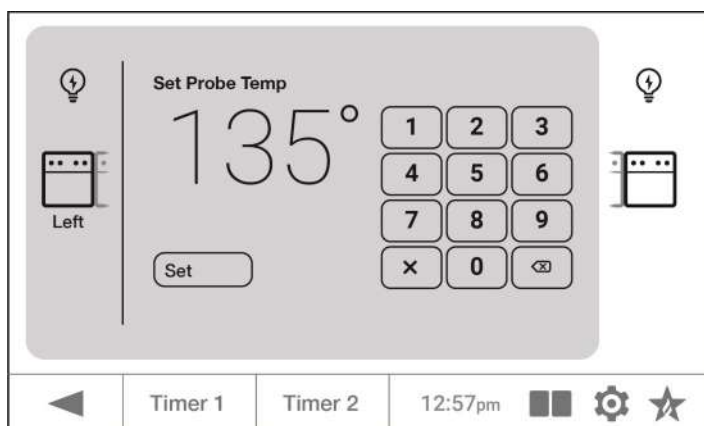 Set Probe Temp
135°
1 2 3
4 5 6
7 8 9
× 0 ⌫
Left
Set
Timer 1 Timer 2 12:57pm